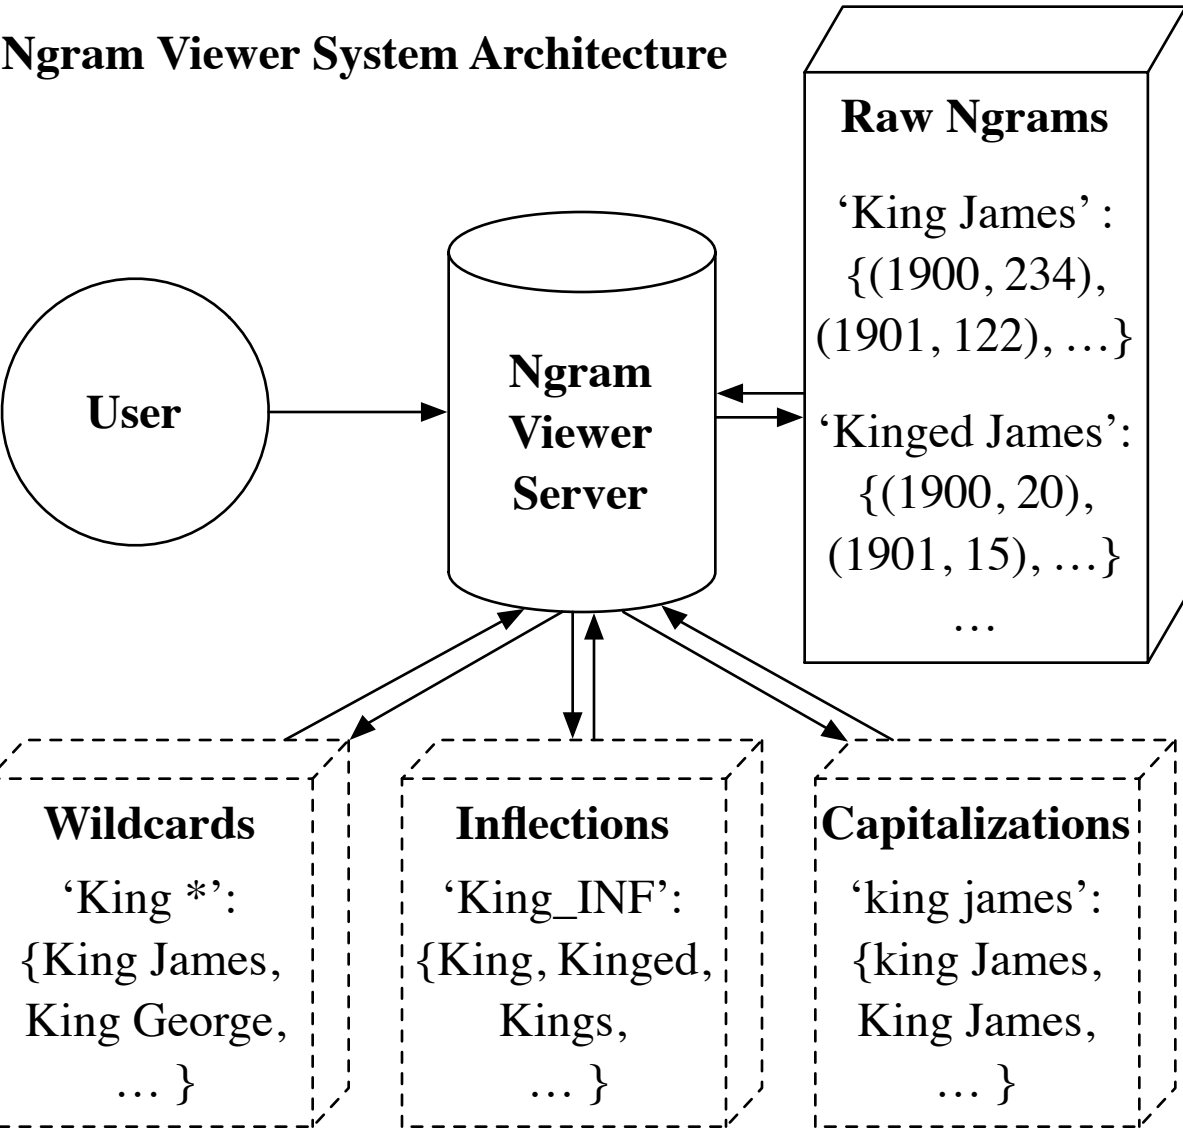 Ngram Viewer System Architecture
Raw Ngrams
‘King James’ :
{(1900, 234),
(1901, 122), …}
‘Kinged James’:
{(1900, 20),
(1901, 15), …}
…
User
Ngram
Viewer
Server
Wildcards
‘King *’:
{King James,
King George,
… }
Inflections
‘King_INF’:
{King, Kinged,
Kings,
… }
Capitalizations
‘king james’:
{king James,
King James,
… }